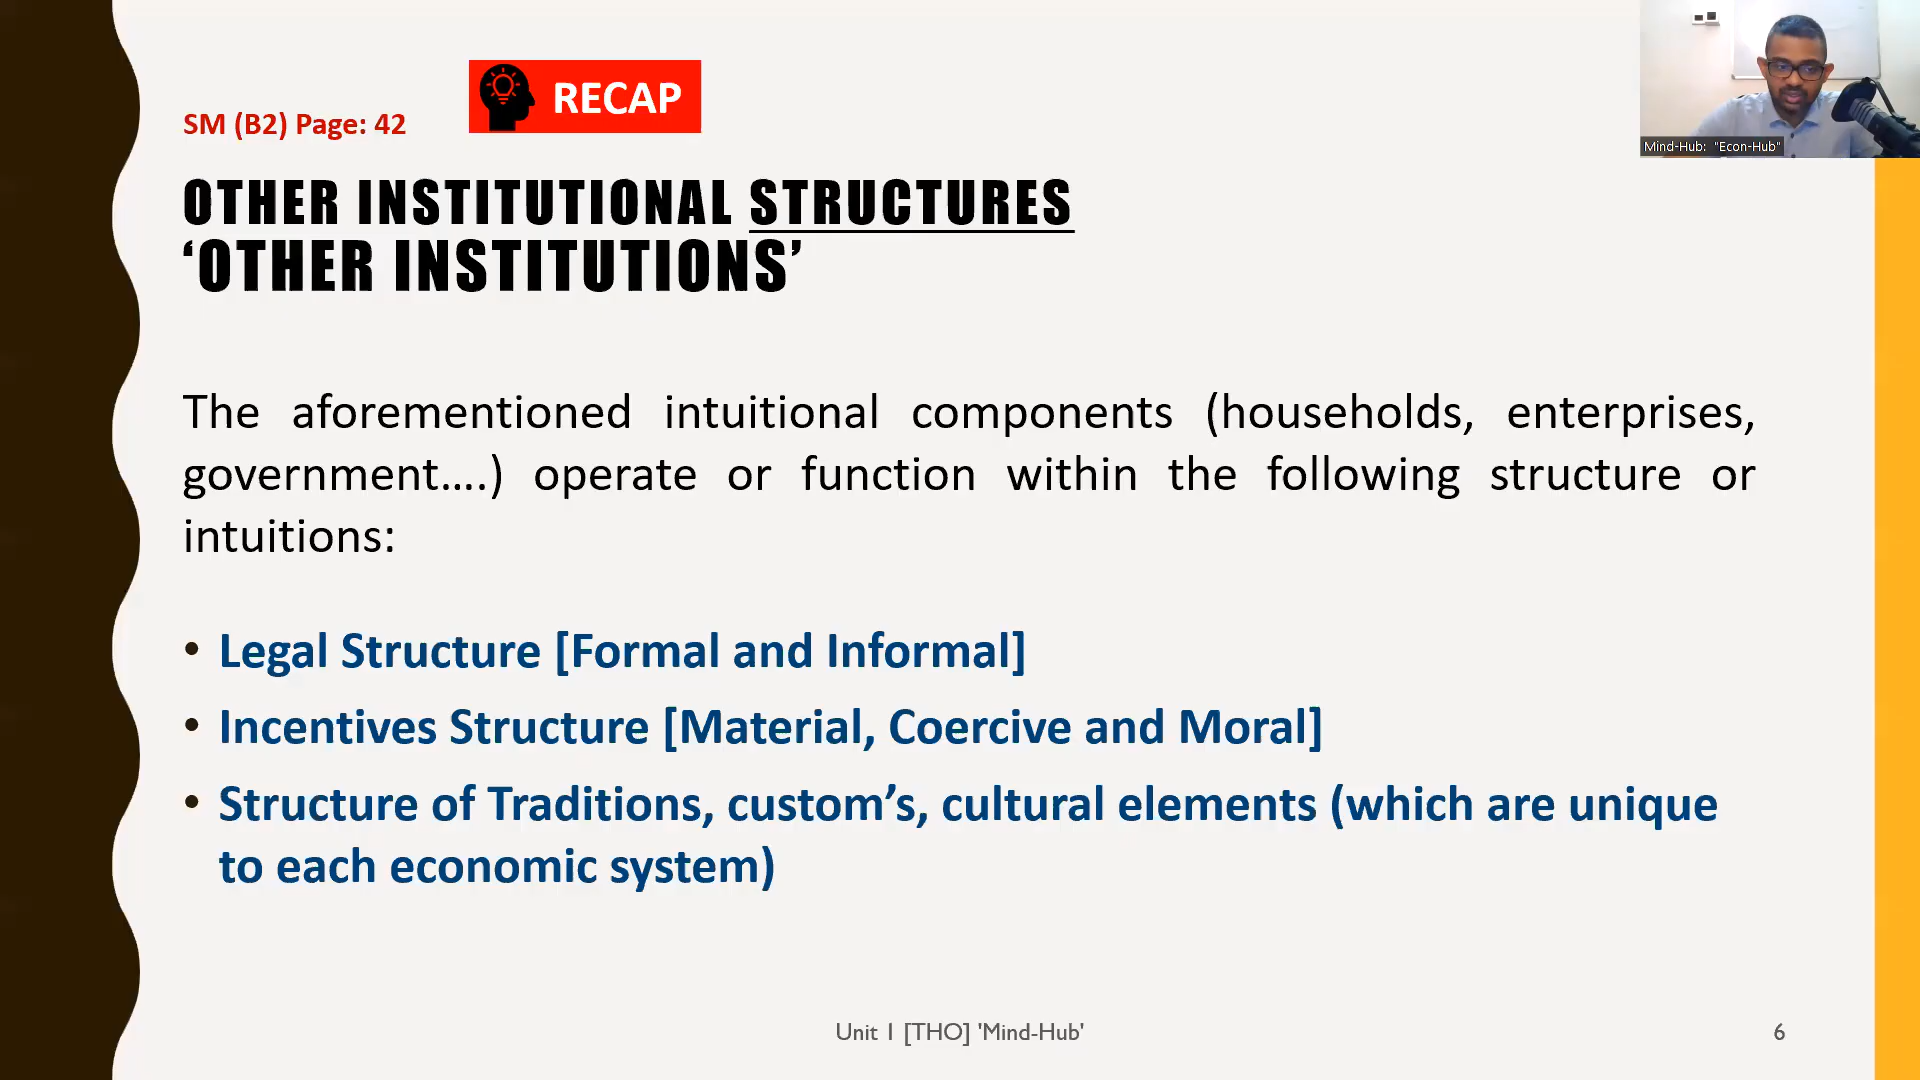 SM (B2) Page: 42
RECAP
Mind-Hub: "Econ-Hub"
OTHER INSTITUTIONAL STRUCTURES
‘OTHER INSTITUTIONS’
The aforementioned intuitional components (households, enterprises,
government....) operate or function within the following structure or
intuitions:
• Legal Structure [Formal and Informal]
• Incentives Structure [Material, Coercive and Moral]
• Structure of Traditions, custom’s, cultural elements (which are unique
to each economic system)
Unit 1 [THO] 'Mind-Hub'
6